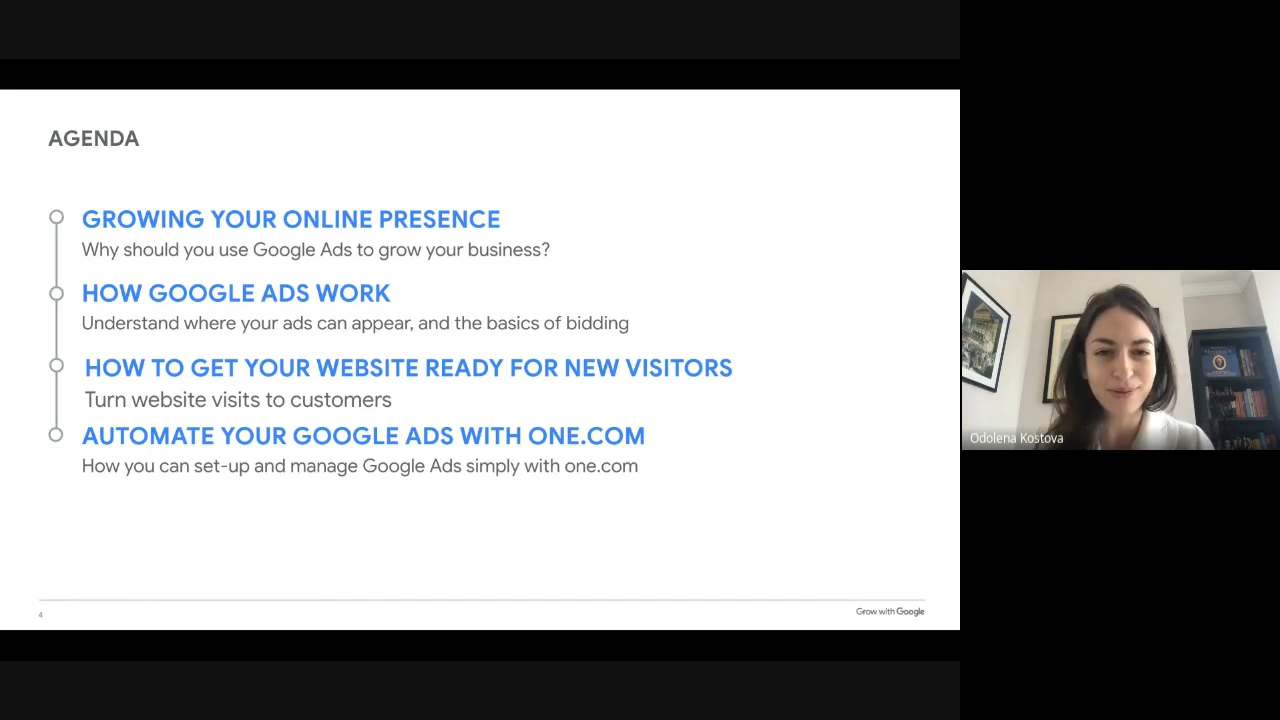 AGENDA
GROWING YOUR ONLINE PRESENCE
Why should you use Google Ads to grow your business?
HOW GOOGLE ADS WORK
Understand where your ads can appear, and the basics of bidding
HOW TO GET YOUR WEBSITE READY FOR NEW VISITORS
Turn website visits to customers
AUTOMATE YOUR GOOGLE ADS WITH ONE.COM
How you can set-up and manage Google Ads simply with one.com
4
Grow with Google
Odolena Kostova